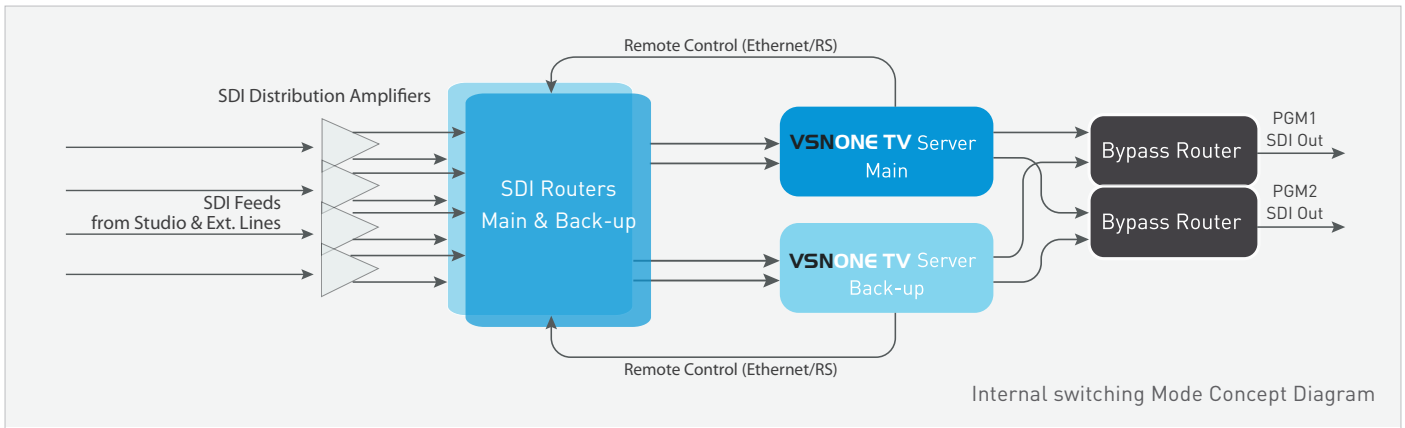 Remote Control (Ethernet/RS)
SDI Distribution Amplifiers
SDI Feeds
from Studio & Ext. Lines
SDI Routers
Main & Back-up
VSNONE TV Server
Main
VSNONE TV Server
Back-up
Bypass Router
Bypass Router
PGM1
SDI Out
PGM2
SDI Out
Remote Control (Ethernet/RS)
Internal switching Mode Concept Diagram